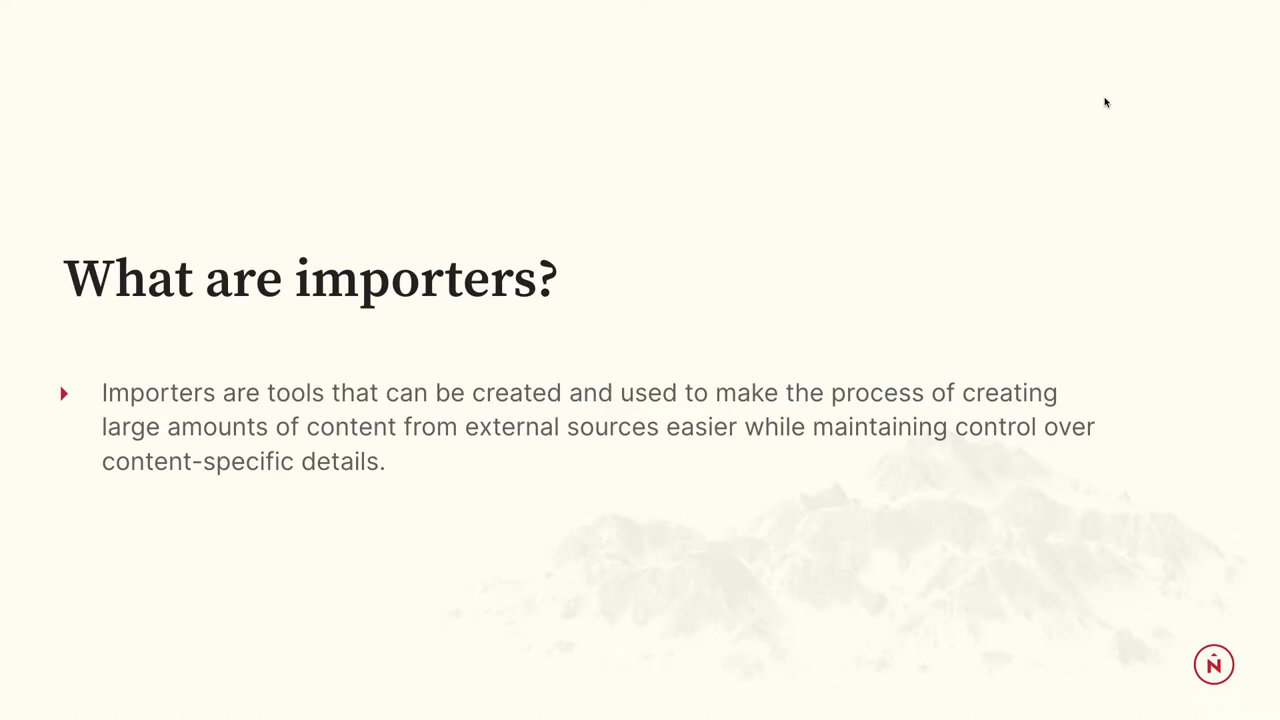 What are importers?
Importers are tools that can be created and used to make the process of creating
large amounts of content from external sources easier while maintaining control over
content-specific details.
N